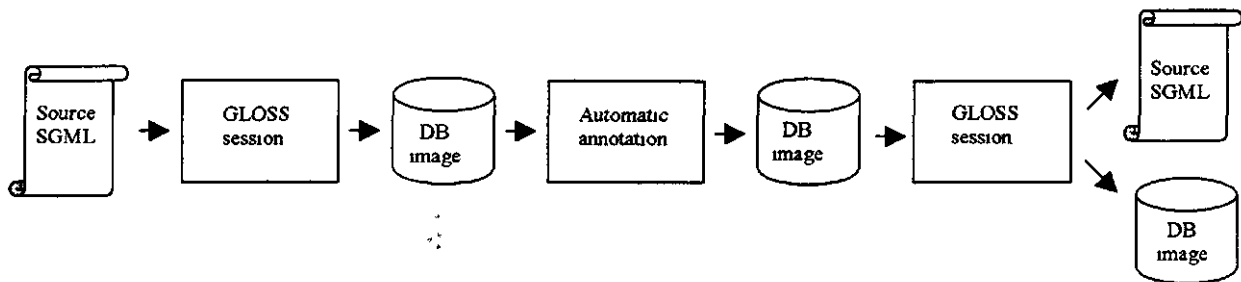 Source
SGML
GLOSS
session
DB
image
Automatic
annotation
DB
image
GLOSS
session
Source
SGML
DB
image